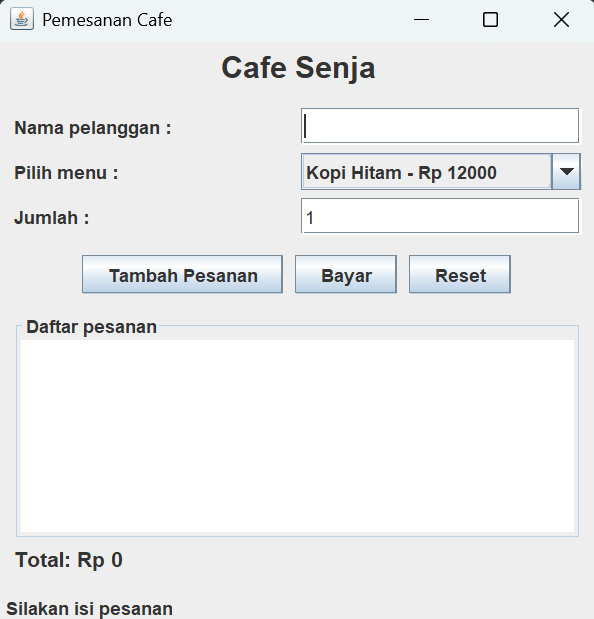 Pemesanan Cafe
Cafe Senja
Nama pelanggan :
Pilih menu : Kopi Hitam - Rp 12000
Jumlah : 1
Tambah Pesanan Bayar Reset
Daftar pesanan
Total: Rp 0
Silakan isi pesanan